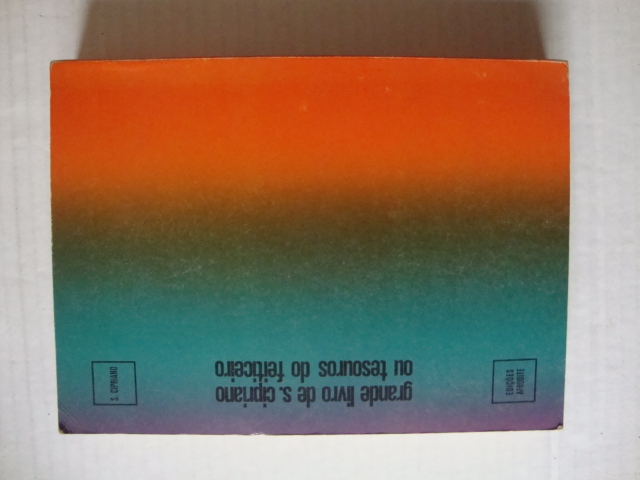 grande livro de s. cipriano
ou tesouros do feiticeiro
S. CIPRIANO
EDIÇÕES
AFRODITE